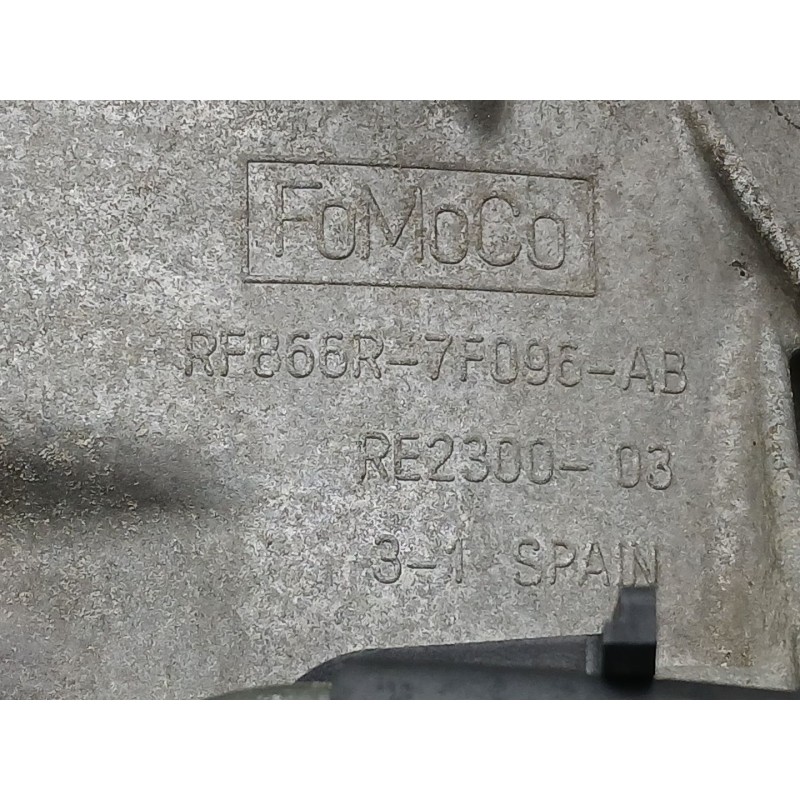 FoMoCo
RF866R-7F096-AB
RE2300-03
3-1 SPAIN